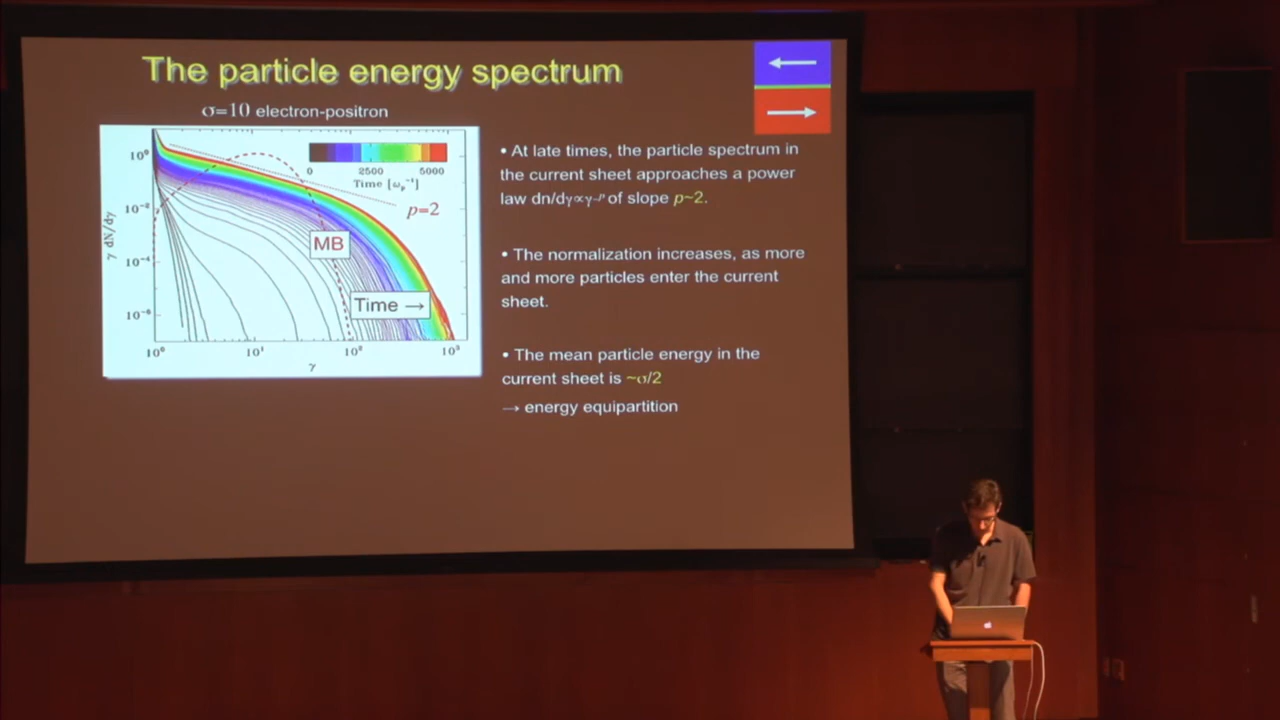 The particle energy spectrum
σ=10 electron-positron
• At late times, the particle spectrum in
the current sheet approaches a power
law dn/dγ∝γ⁻ᵖ of slope p~2.
• The normalization increases, as more
and more particles enter the current
sheet.
• The mean particle energy in the
current sheet is ~σ/2
→ energy equipartition
10⁰
10⁻²
10⁻⁴
10⁻⁶
γ dN/dγ
0 2500 5000
Time [ωₚ⁻¹]
p=2
MB
Time →
10⁰ 10¹ 10² 10³
γ